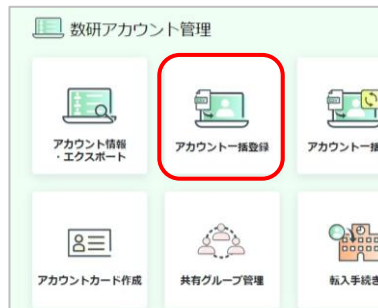 数研アカウント管理
アカウント情報
・エクスポート
アカウント一括登録
アカウント一括
アカウントカード作成
共有グループ管理
転入手続き